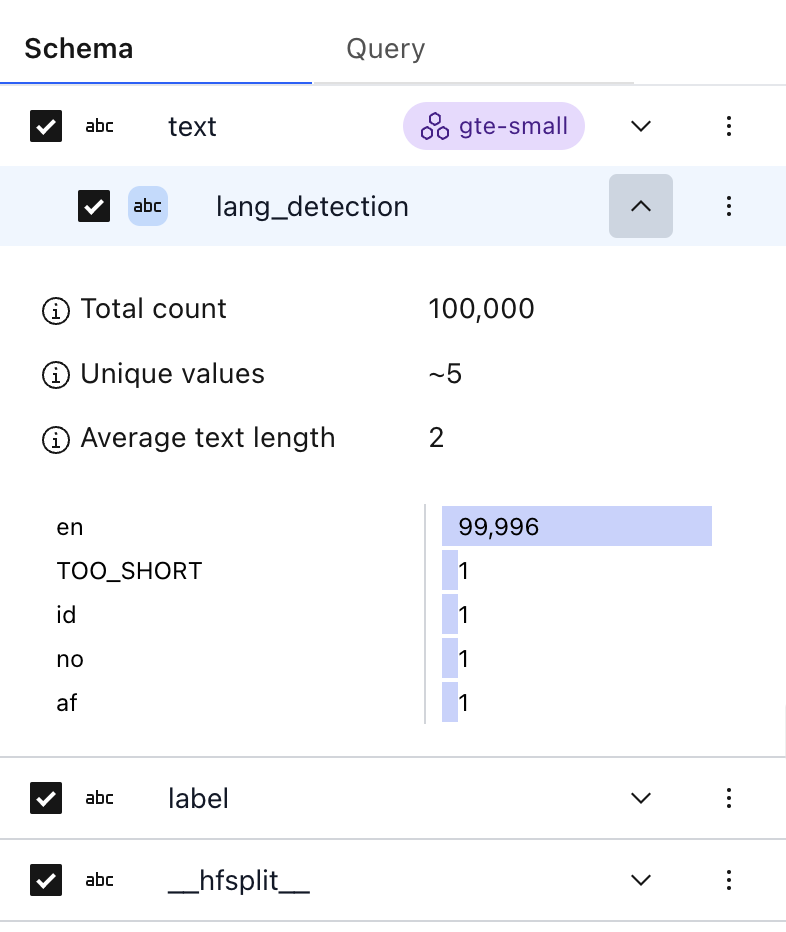 Schema Query
abc text gte-small
abc lang_detection
Total count 100,000
Unique values ~5
Average text length 2
en 99,996
TOO_SHORT 1
id 1
no 1
af 1
abc label
abc __hfsplit__